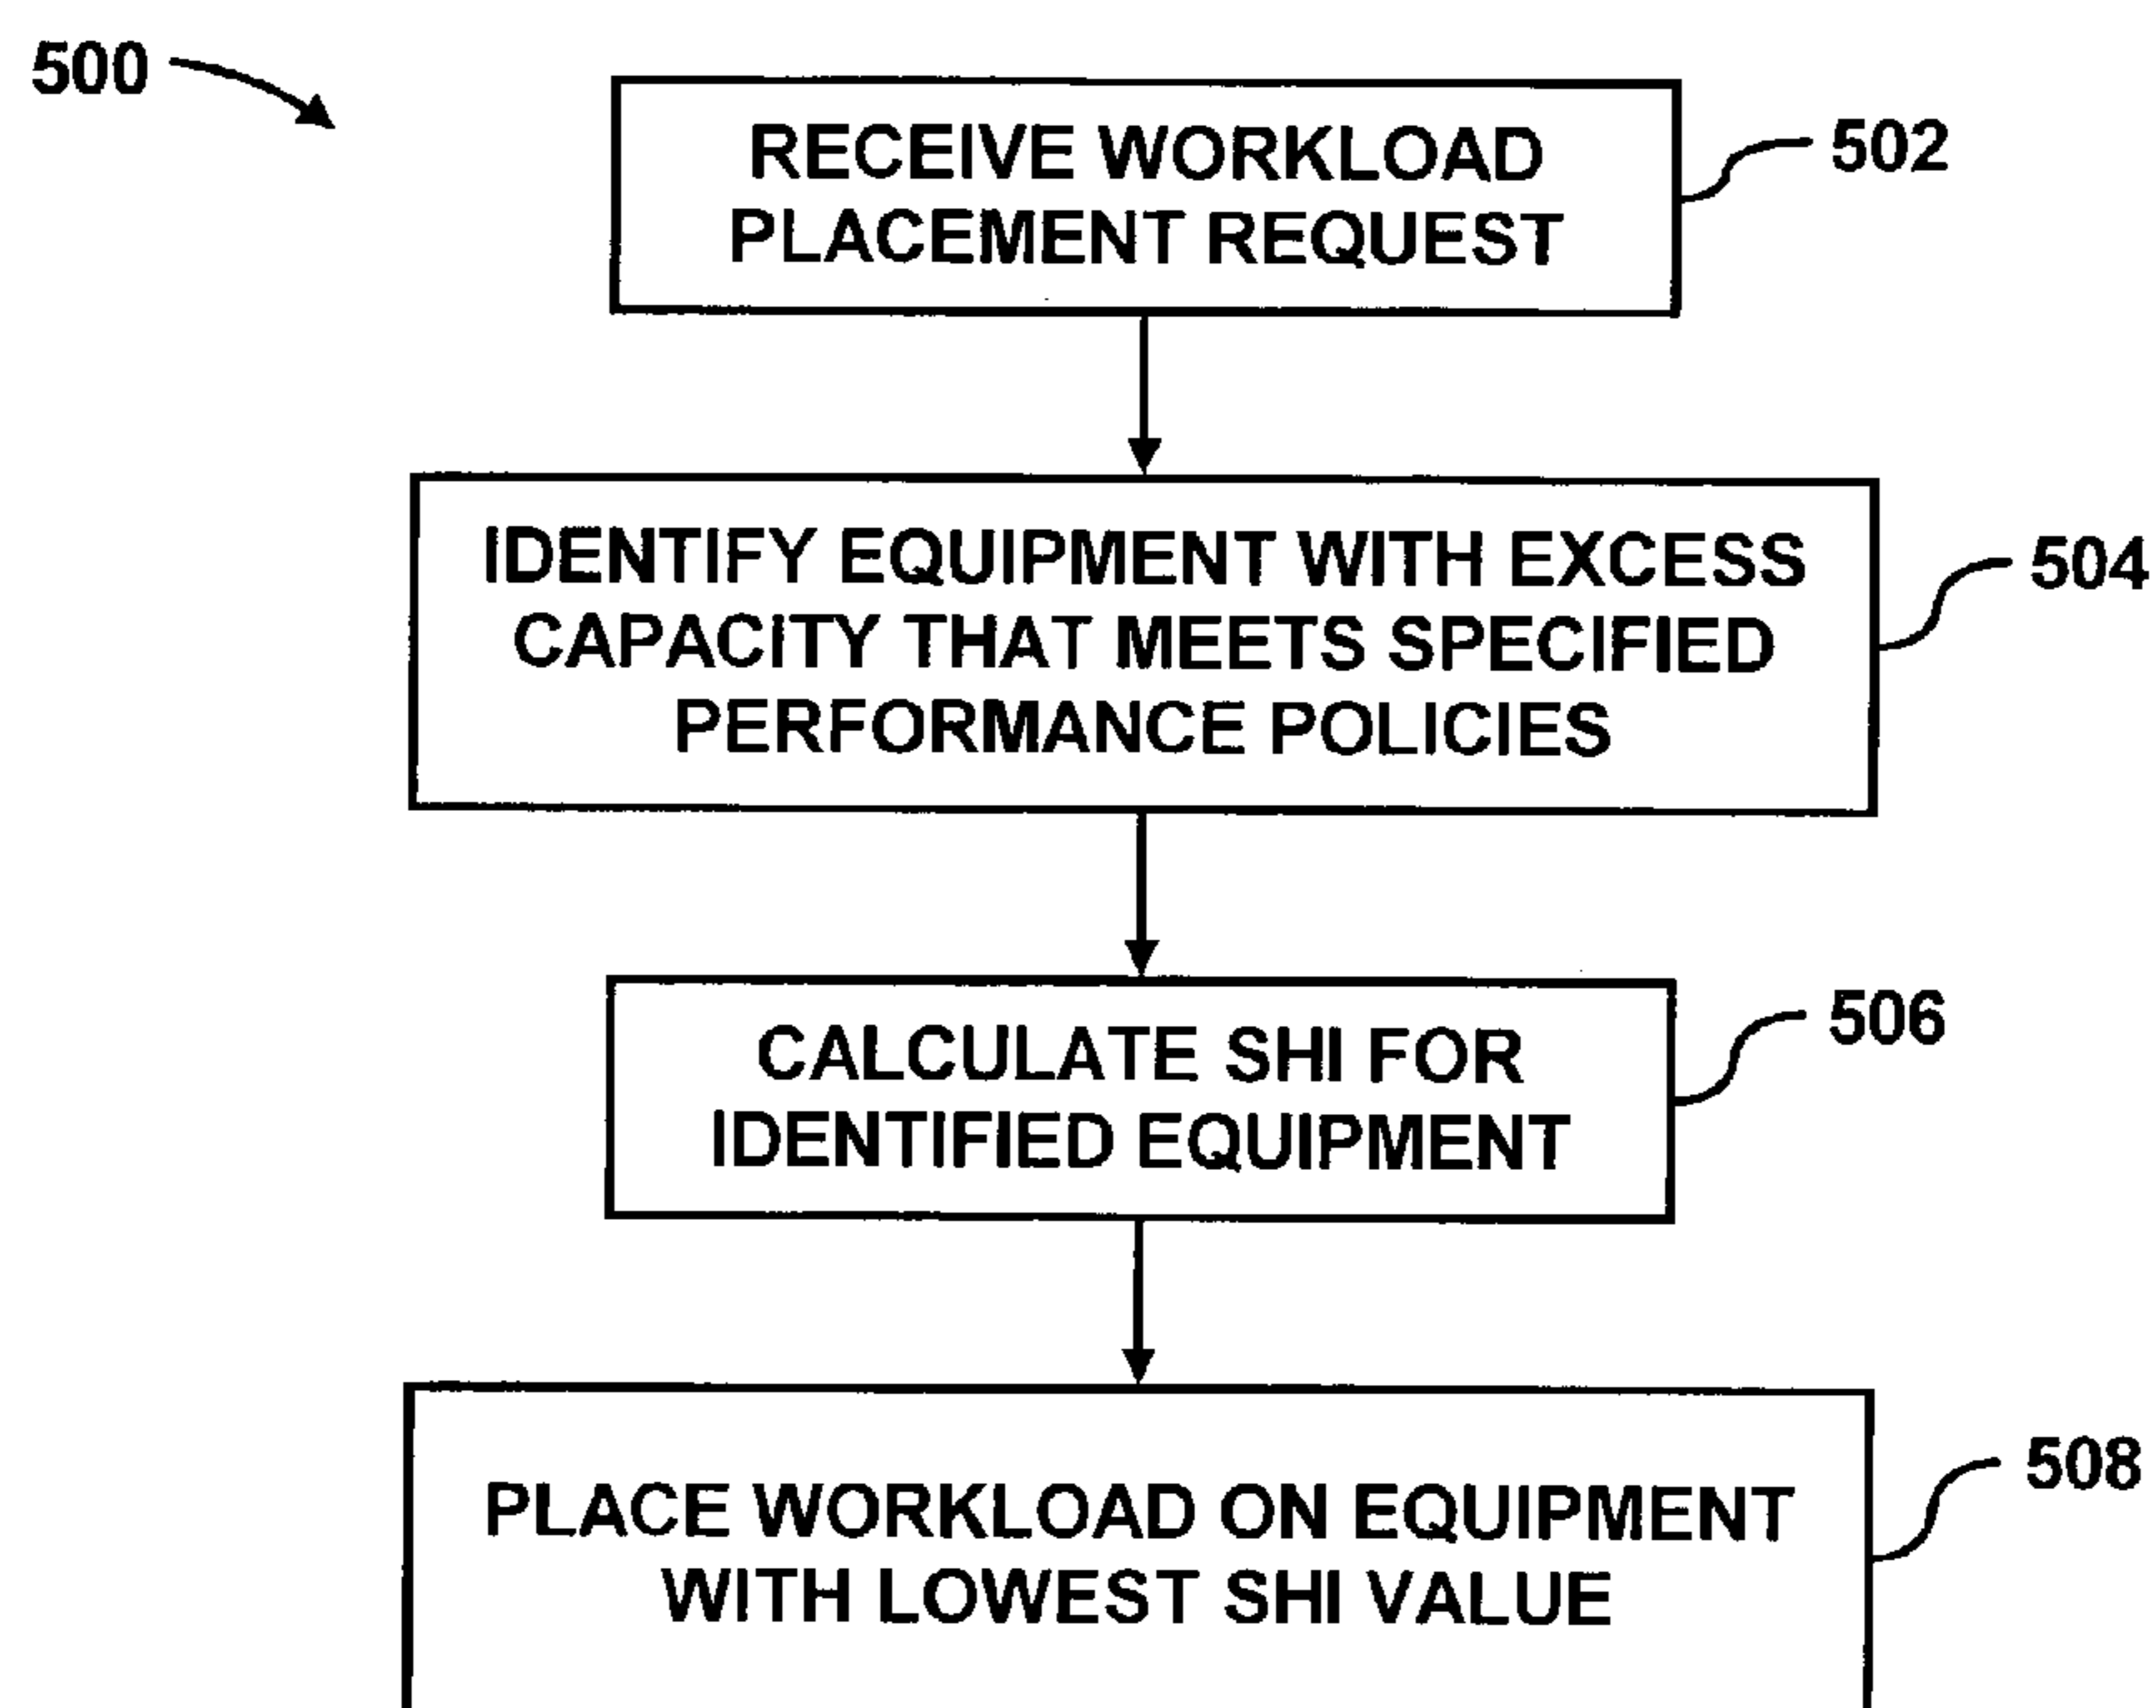 500
RECEIVE WORKLOAD
PLACEMENT REQUEST
502
IDENTIFY EQUIPMENT WITH EXCESS
CAPACITY THAT MEETS SPECIFIED
PERFORMANCE POLICIES
504
CALCULATE SHI FOR
IDENTIFIED EQUIPMENT
506
PLACE WORKLOAD ON EQUIPMENT
WITH LOWEST SHI VALUE
508